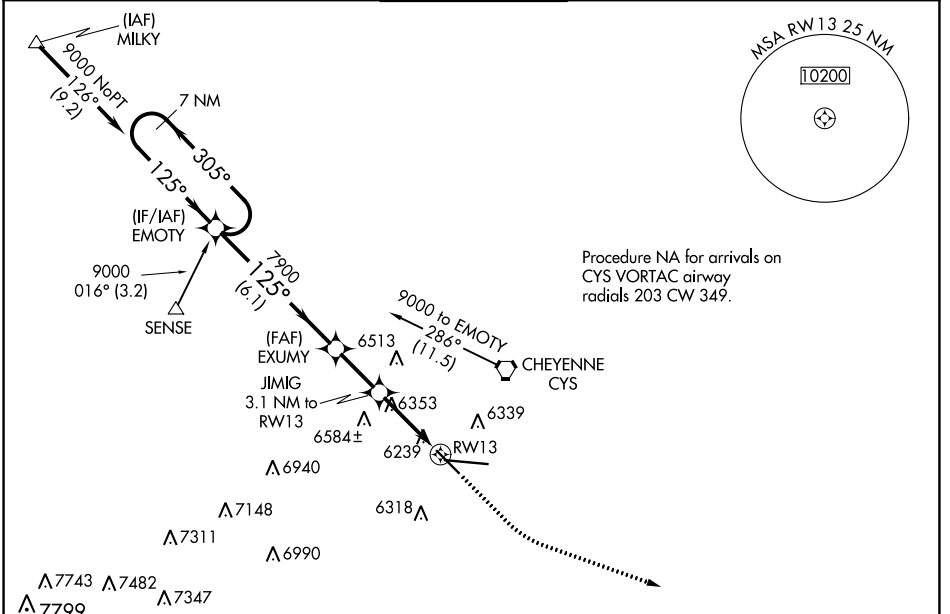 (IAF)
MILKY
9000 NoPT
126°
(9.2)
7 NM
305°
125°
MSA RW13 25 NM
10200
(IF/IAF)
EMOTY
9000
016° (3.2)
SENSE
7900
125°
(6.1)
Procedure NA for arrivals on
CYS VORTAC airway
radials 203 CW 349.
9000 to EMOTY
286°
(11.5)
CHEYENNE
CYS
(FAF)
EXUMY
6513
JIMIG
3.1 NM to
RW13
6353
6339
6584±
6239
RW13
6940
6318
7148
7311
6990
7743
7482
7347
7799